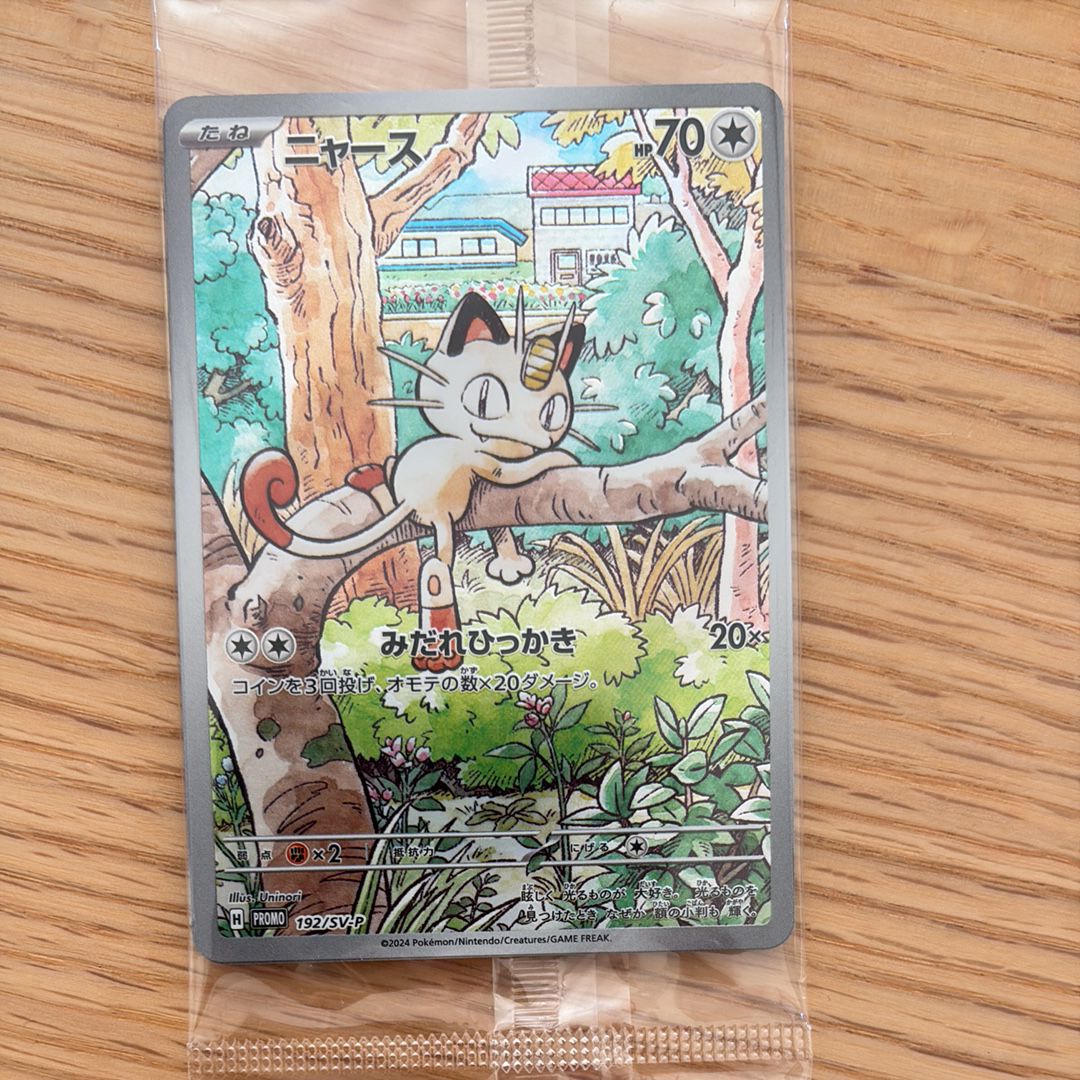 たね ニャース HP70
みだれひっかき 20×
コインを3回投げ、オモテの数×20ダメージ。
弱点 ×2 抵抗力 にげる
Illus. Uninori
眩しく 光るものが 大好き。 光るものを
見つけたとき なぜか 額の小判も 輝く。
H PROMO 192/SV-P
©2024 Pokémon/Nintendo/Creatures/GAME FREAK.